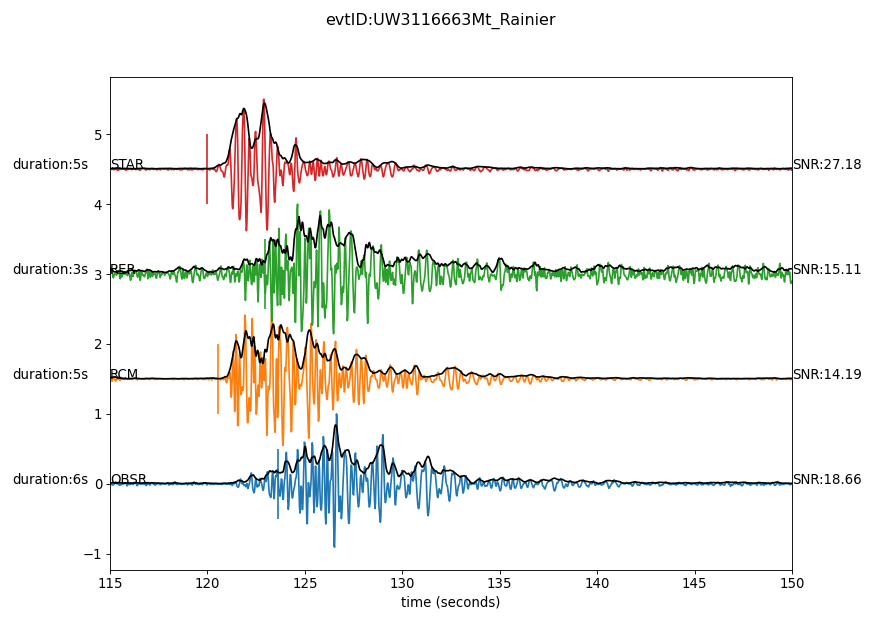 evtID:UW3116663Mt_Rainier
5
duration:5s STAR SNR:27.18
4
duration:3s RER SNR:15.11
3
2
duration:5s RCM SNR:14.19
1
duration:6s OBSR SNR:18.66
0
−1
115 120 125 130 135 140 145 150
time (seconds)